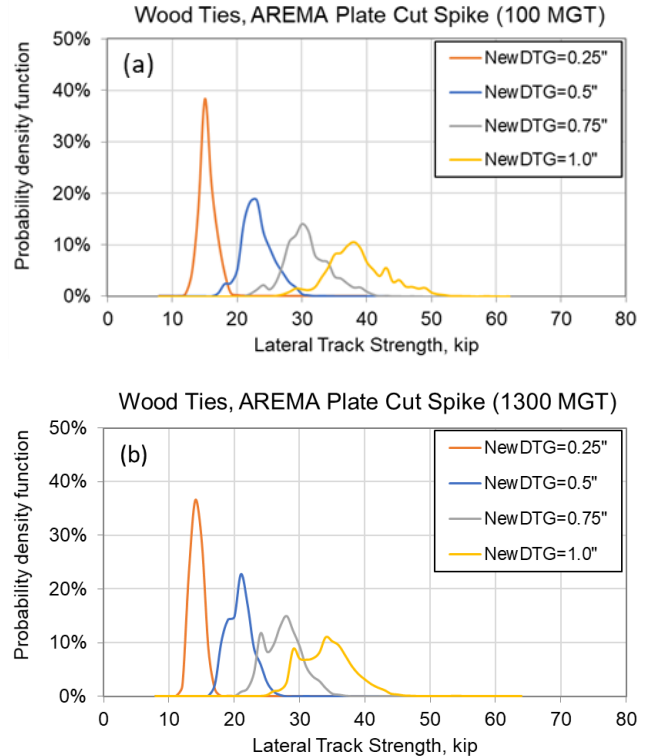 Wood Ties, AREMA Plate Cut Spike (100 MGT)
(a)
NewDTG=0.25"
NewDTG=0.5"
NewDTG=0.75"
NewDTG=1.0"
Probability density function
50%
40%
30%
20%
10%
0%
0 10 20 30 40 50 60 70 80
Lateral Track Strength, kip
Wood Ties, AREMA Plate Cut Spike (1300 MGT)
(b)
NewDTG=0.25"
NewDTG=0.5"
NewDTG=0.75"
NewDTG=1.0"
Probability density function
50%
40%
30%
20%
10%
0%
0 10 20 30 40 50 60 70 80
Lateral Track Strength, kip